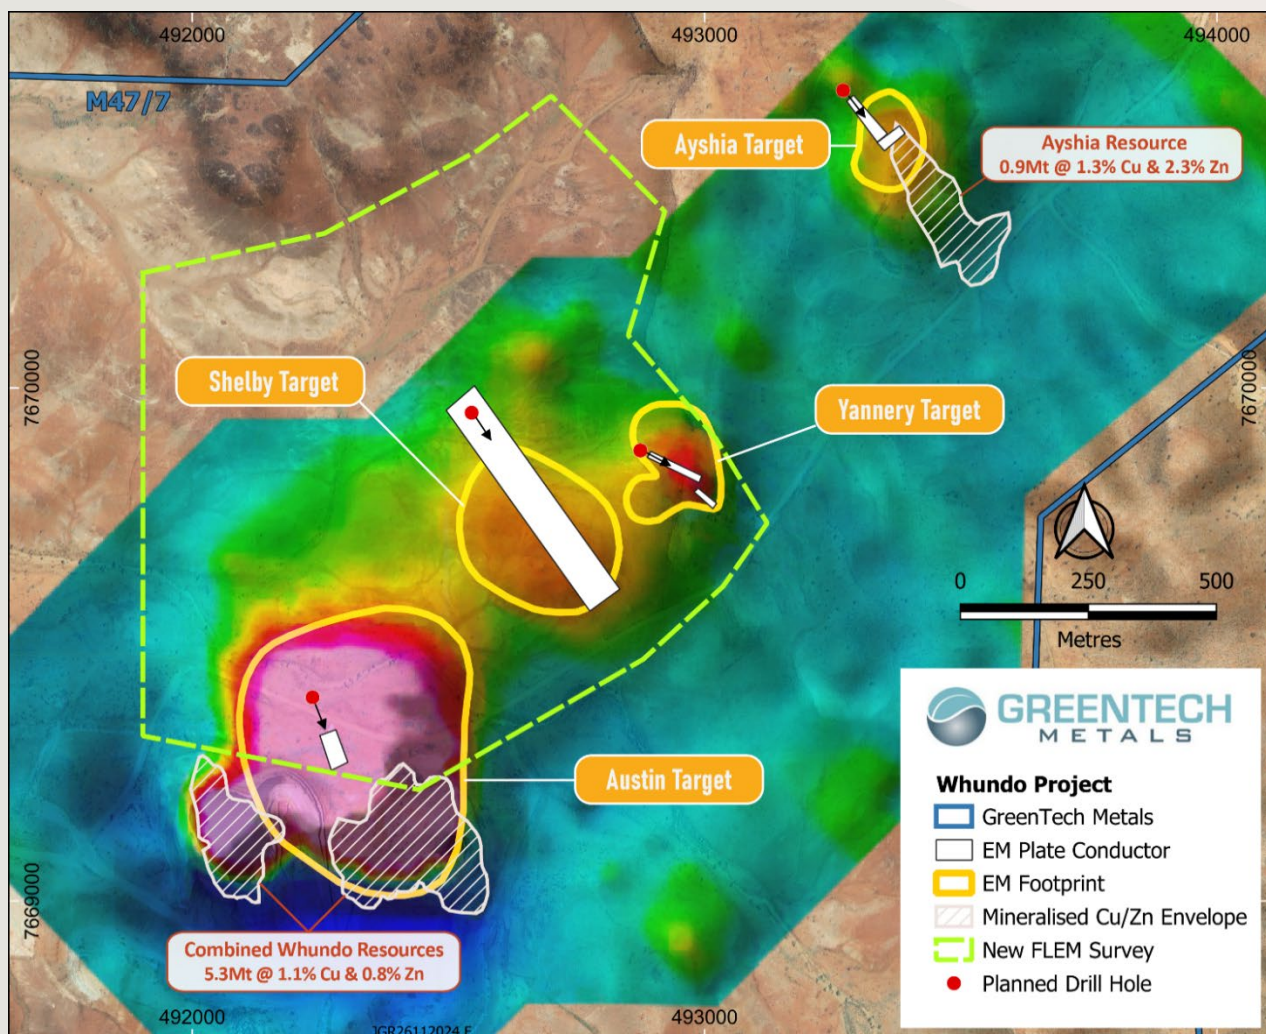 492000
493000
494000
M47/7
Ayshia Target
Ayshia Resource
0.9Mt @ 1.3% Cu & 2.3% Zn
7670000
7670000
Shelby Target
Yannery Target
0
250
500
Metres
GREENTECH
METALS
Austin Target
Whundo Project
GreenTech Metals
EM Plate Conductor
EM Footprint
Mineralised Cu/Zn Envelope
New FLEM Survey
Planned Drill Hole
7669000
Combined Whundo Resources
5.3Mt @ 1.1% Cu & 0.8% Zn
492000
493000
JGR26112024 F